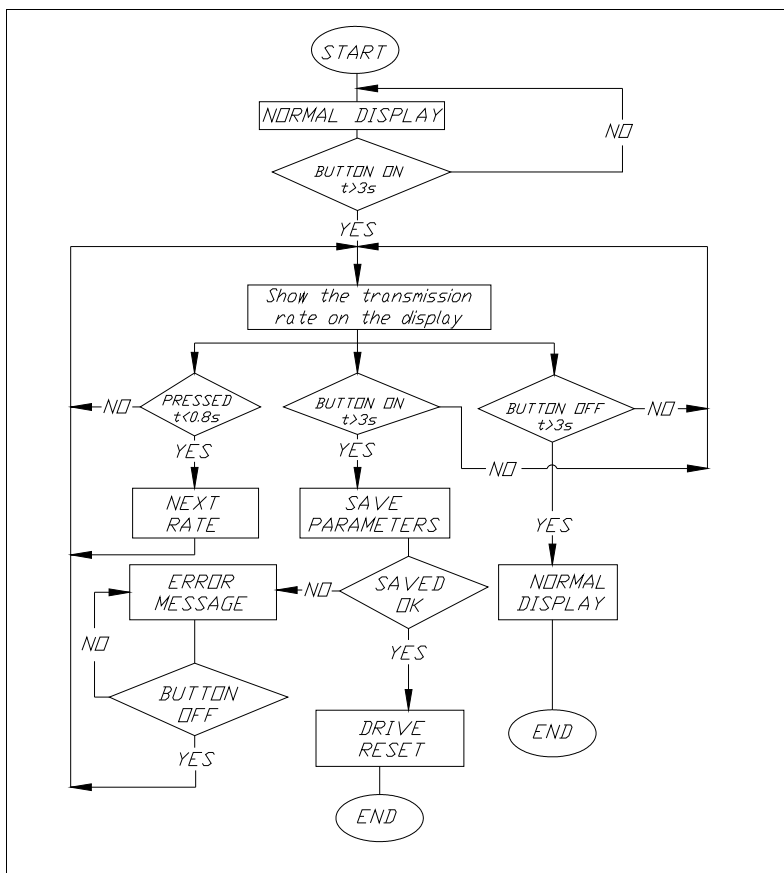 START
NORMAL DISPLAY
NO
BUTTON ON
t>3s
YES
Show the transmission
rate on the display
NO
PRESSED
t<0.8s
YES
BUTTON ON
t>3s
YES
NO
BUTTON OFF
t>3s
NO
YES
NEXT
RATE
SAVE
PARAMETERS
ERROR
MESSAGE
NO
SAVED
OK
NORMAL
DISPLAY
NO
YES
BUTTON
OFF
YES
DRIVE
RESET
END
END